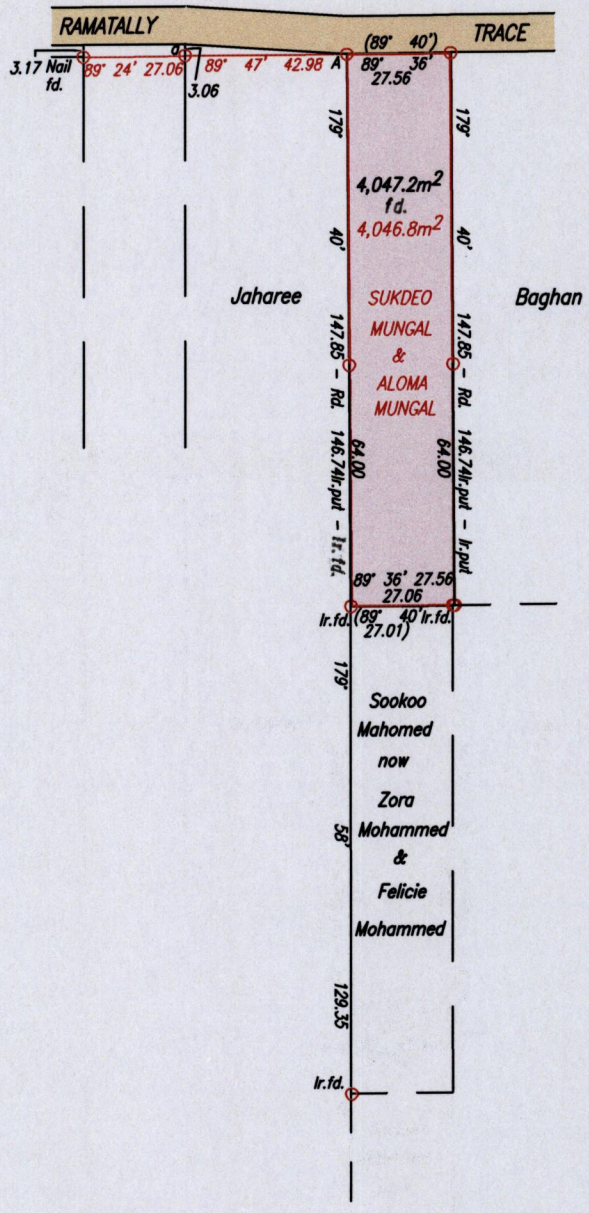 RAMATALLY
TRACE
(89° 40')
3.17 Nail
fd.
89° 24' 27.06
a
3.06
89° 47' 42.98
A
89° 36'
27.56
179°
179°
4,047.2m²
fd.
4,046.8m²
40'
40'
Jaharee
SUKDEO
MUNGAL
&
ALOMA
MUNGAL
Baghan
147.85 - Rd.
147.85 - Rd.
64.00
64.00
146.74Ir.put - Ir.fd.
146.74Ir.put - Ir.put
89° 36' 27.56
27.06
Ir.fd.
(89° 40'
27.01)
Ir.fd.
179°
Sookoo
Mahomed
now
Zora
Mohammed
&
Felicie
Mohammed
58'
129.35
Ir.fd.